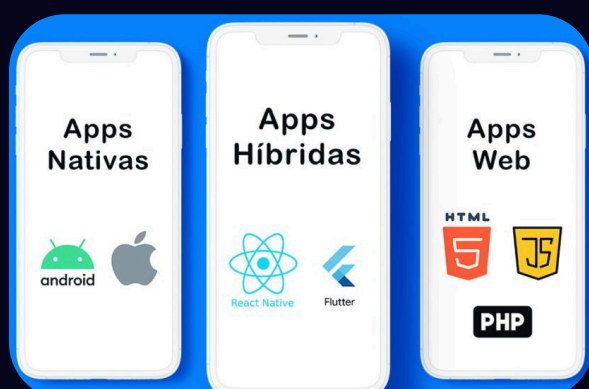 Apps
Nativas
android
Apps
Híbridas
React Native
Flutter
Apps
Web
HTML
5
JS
PHP